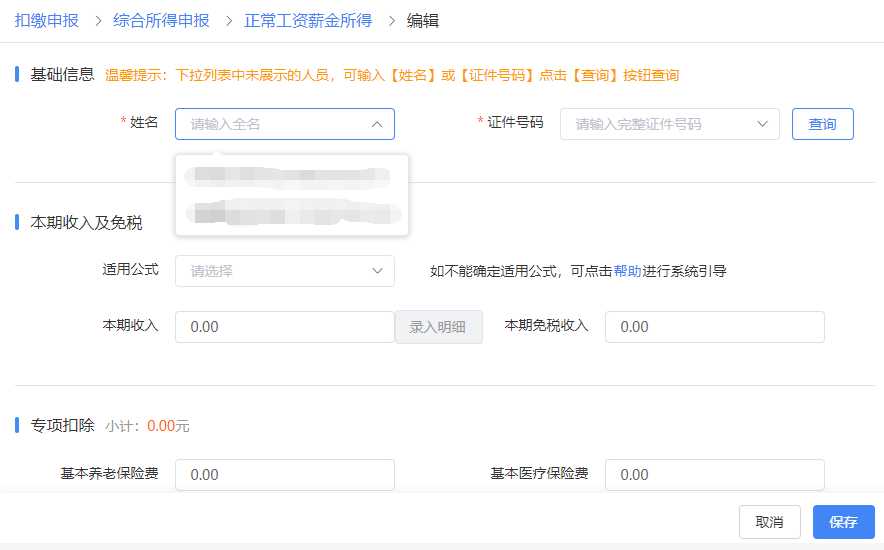 扣缴申报 > 综合所得申报 > 正常工资薪金所得 > 编辑
基础信息 温馨提示：下拉列表中未展示的人员，可输入【姓名】或【证件号码】点击【查询】按钮查询
* 姓名 请输入全名 * 证件号码 请输入完整证件号码 查询
本期收入及免税
适用公式 请选择 如不能确定适用公式，可点击帮助进行系统引导
本期收入 0.00 录入明细 本期免税收入 0.00
专项扣除 小计：0.00元
基本养老保险费 0.00 基本医疗保险费 0.00
取消 保存